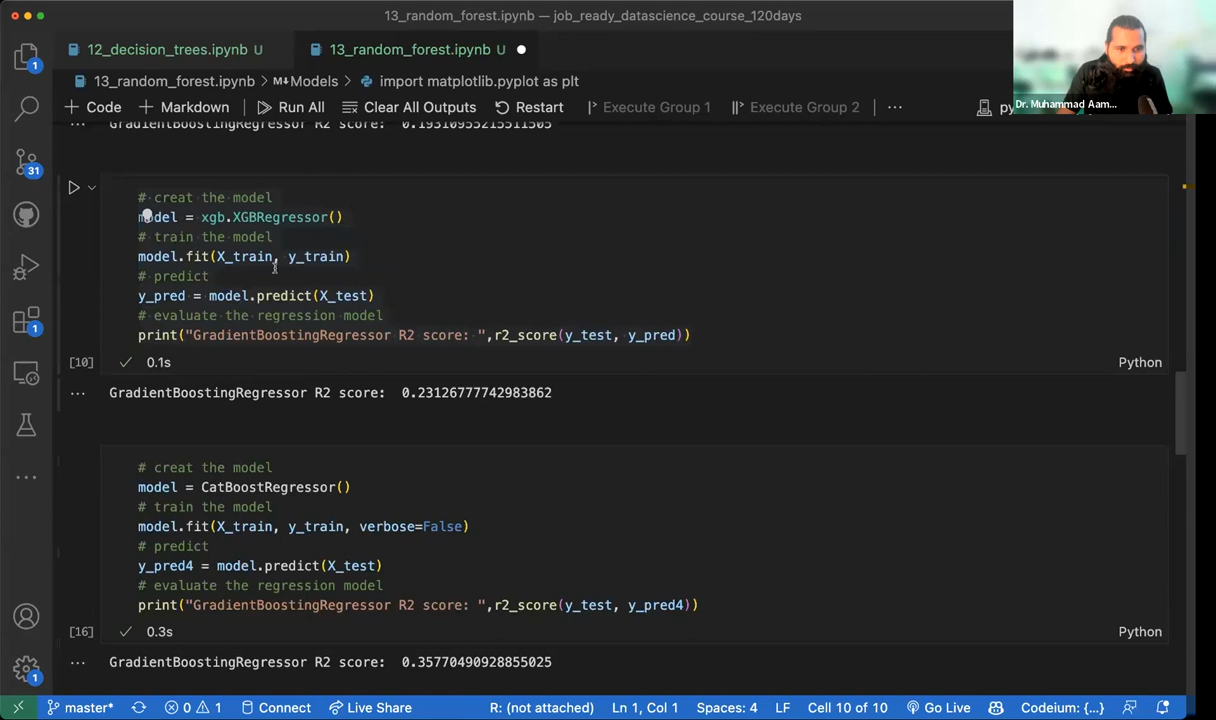 13_random_forest.ipynb — job_ready_datascience_course_120days
12_decision_trees.ipynb U
13_random_forest.ipynb U
13_random_forest.ipynb > M↓Models > import matplotlib.pyplot as plt
+ Code + Markdown Run All Clear All Outputs Restart Execute Group 1 Execute Group 2 ... py
Dr. Muhammad Aam...
... GradientBoostingRegressor R2 score: 0.19310955215511505
# creat the model
model = xgb.XGBRegressor()
# train the model
model.fit(X_train, y_train)
# predict
y_pred = model.predict(X_test)
# evaluate the regression model
print("GradientBoostingRegressor R2 score: ",r2_score(y_test, y_pred))
[10] ✓ 0.1s Python
... GradientBoostingRegressor R2 score: 0.23126777742983862
# creat the model
model = CatBoostRegressor()
# train the model
model.fit(X_train, y_train, verbose=False)
# predict
y_pred4 = model.predict(X_test)
# evaluate the regression model
print("GradientBoostingRegressor R2 score: ",r2_score(y_test, y_pred4))
[16] ✓ 0.3s Python
... GradientBoostingRegressor R2 score: 0.35770490928855025
1
31
1
1
master* 0 1 Connect Live Share R: (not attached) Ln 1, Col 1 Spaces: 4 LF Cell 10 of 10 Go Live Codeium: {...}